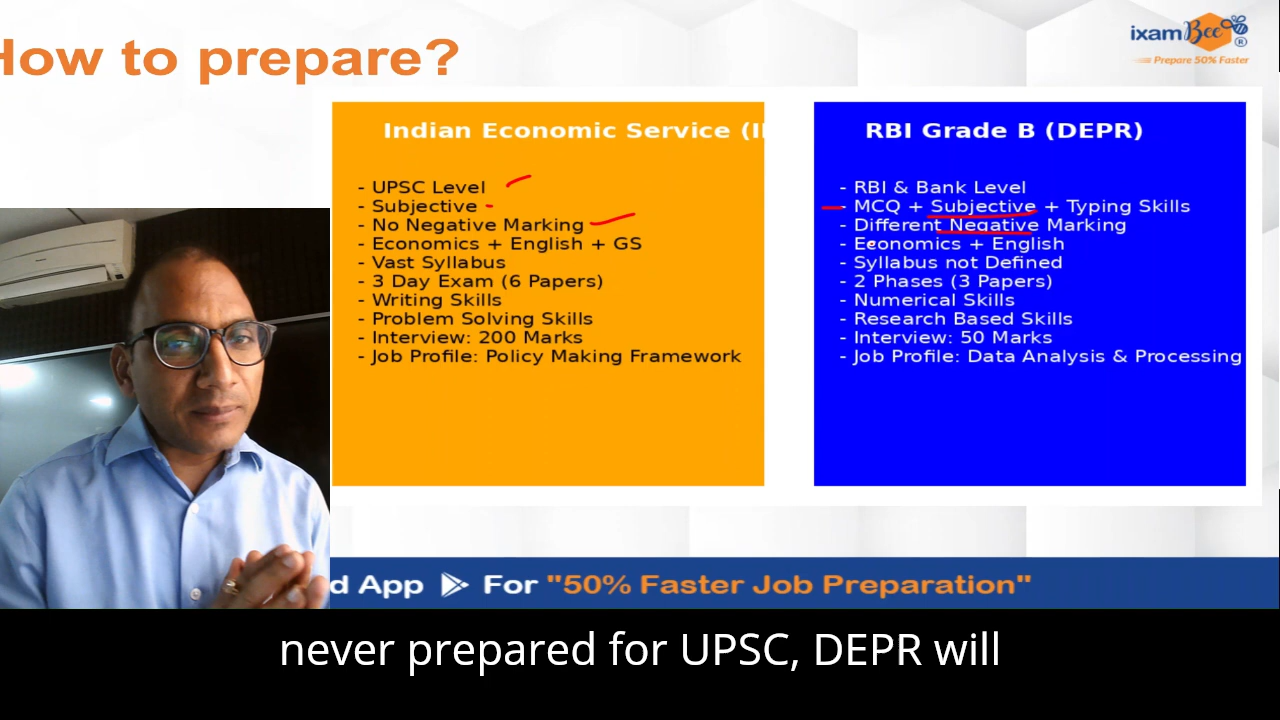 How to prepare?
ixamBee
®
Prepare 50% Faster
Indian Economic Service (I
- UPSC Level
- Subjective
- No Negative Marking
- Economics + English + GS
- Vast Syllabus
- 3 Day Exam (6 Papers)
- Writing Skills
- Problem Solving Skills
- Interview: 200 Marks
- Job Profile: Policy Making Framework
RBI Grade B (DEPR)
- RBI & Bank Level
- MCQ + Subjective + Typing Skills
- Different Negative Marking
- Economics + English
- Syllabus not Defined
- 2 Phases (3 Papers)
- Numerical Skills
- Research Based Skills
- Interview: 50 Marks
- Job Profile: Data Analysis & Processing
d App For "50% Faster Job Preparation"
never prepared for UPSC, DEPR will